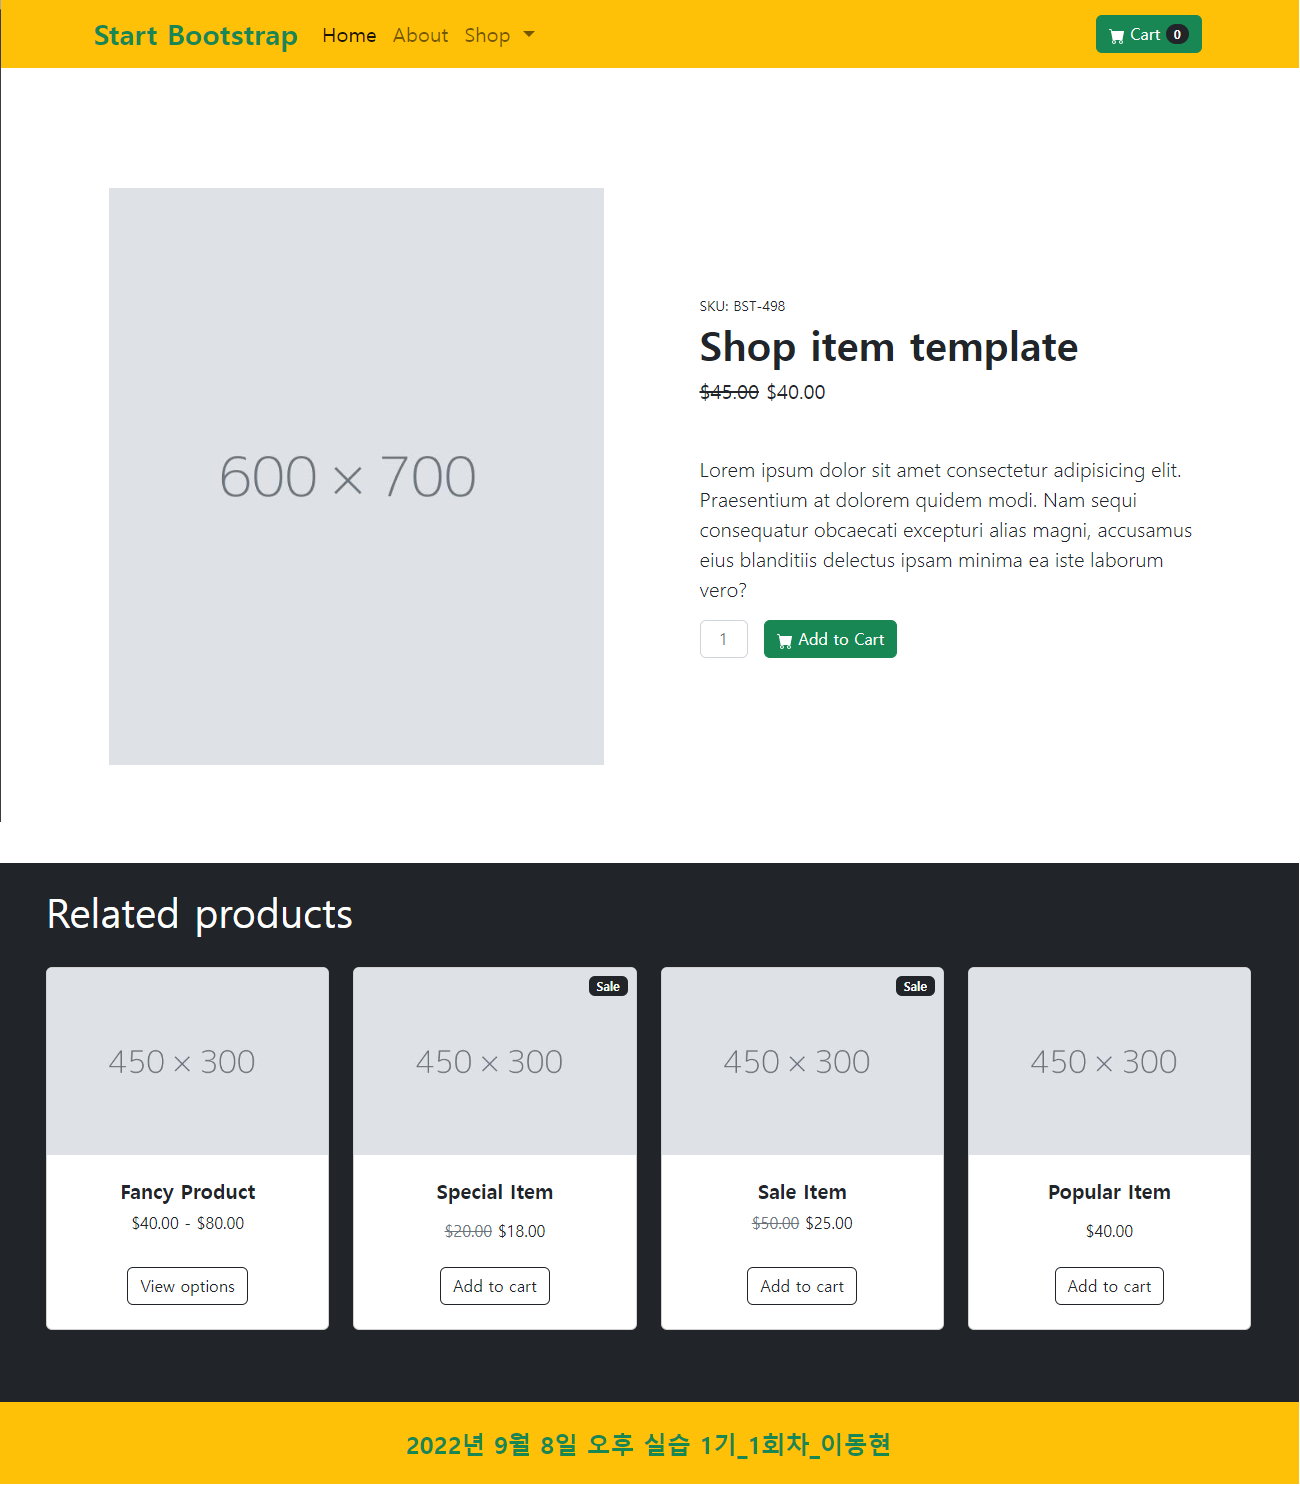 Start Bootstrap Home About Shop Cart 0
600 × 700
SKU: BST-498
Shop item template
$45.00 $40.00
Lorem ipsum dolor sit amet consectetur adipisicing elit.
Praesentium at dolorem quidem modi. Nam sequi
consequatur obcaecati excepturi alias magni, accusamus
eius blanditiis delectus ipsam minima ea iste laborum
vero?
1 Add to Cart
Related products
450 × 300
Fancy Product
$40.00 - $80.00
View options
Sale
450 × 300
Special Item
$20.00 $18.00
Add to cart
Sale
450 × 300
Sale Item
$50.00 $25.00
Add to cart
450 × 300
Popular Item
$40.00
Add to cart
2022년 9월 8일 오후 실습 1기_1회차_이동현